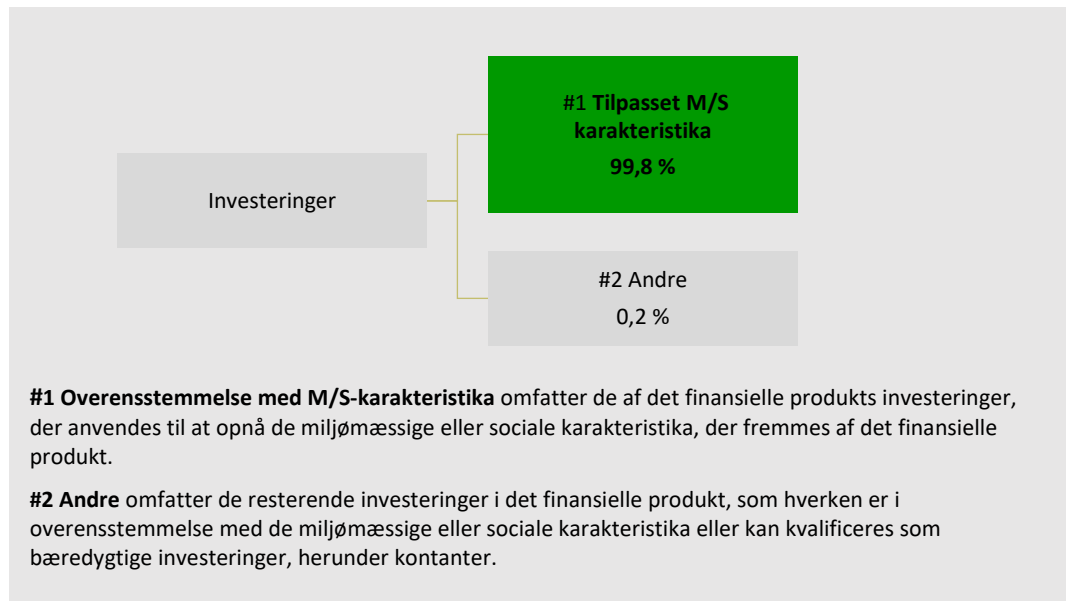 #1 Tilpasset M/S
karakteristika
99,8 %
Investeringer
#2 Andre
0,2 %
#1 Overensstemmelse med M/S-karakteristika omfatter de af det finansielle produkts investeringer,
der anvendes til at opnå de miljømæssige eller sociale karakteristika, der fremmes af det finansielle
produkt.
#2 Andre omfatter de resterende investeringer i det finansielle produkt, som hverken er i
overensstemmelse med de miljømæssige eller sociale karakteristika eller kan kvalificeres som
bæredygtige investeringer, herunder kontanter.